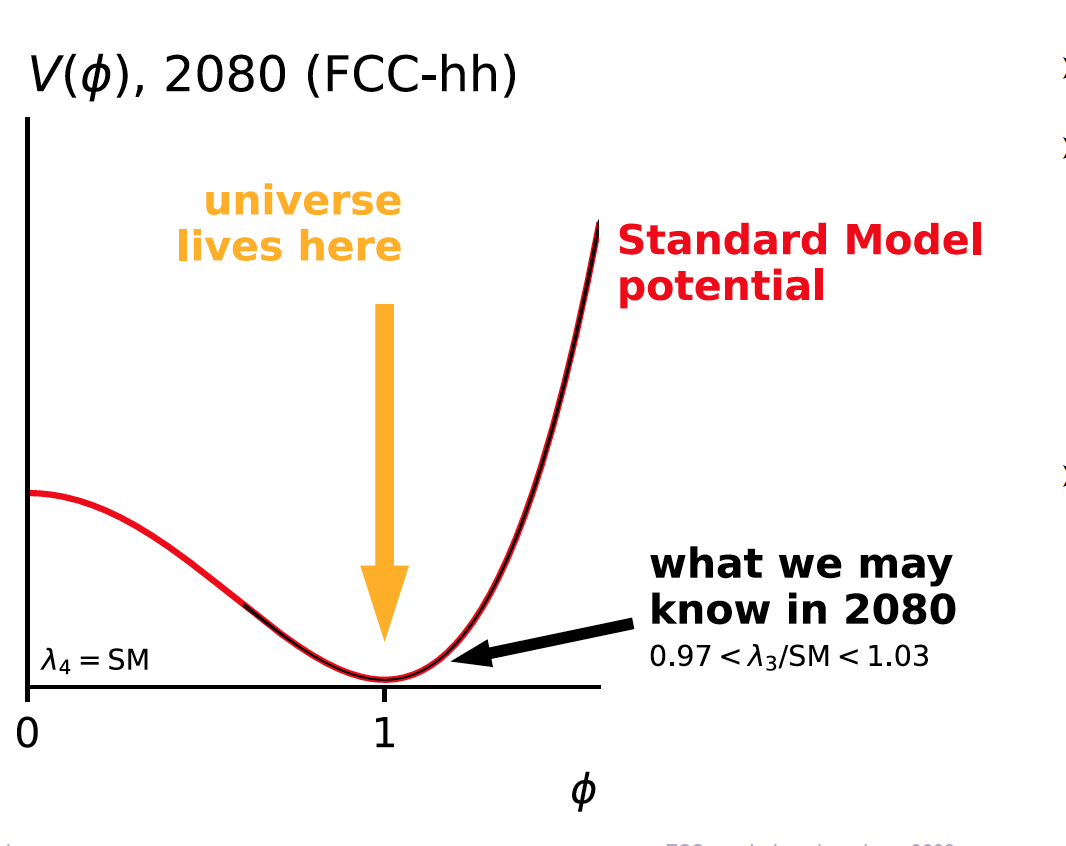 V(ϕ), 2080 (FCC-hh)
universe
lives here
Standard Model
potential
what we may
know in 2080
0.97 < λ₃/SM < 1.03
λ₄ = SM
0
1
ϕ